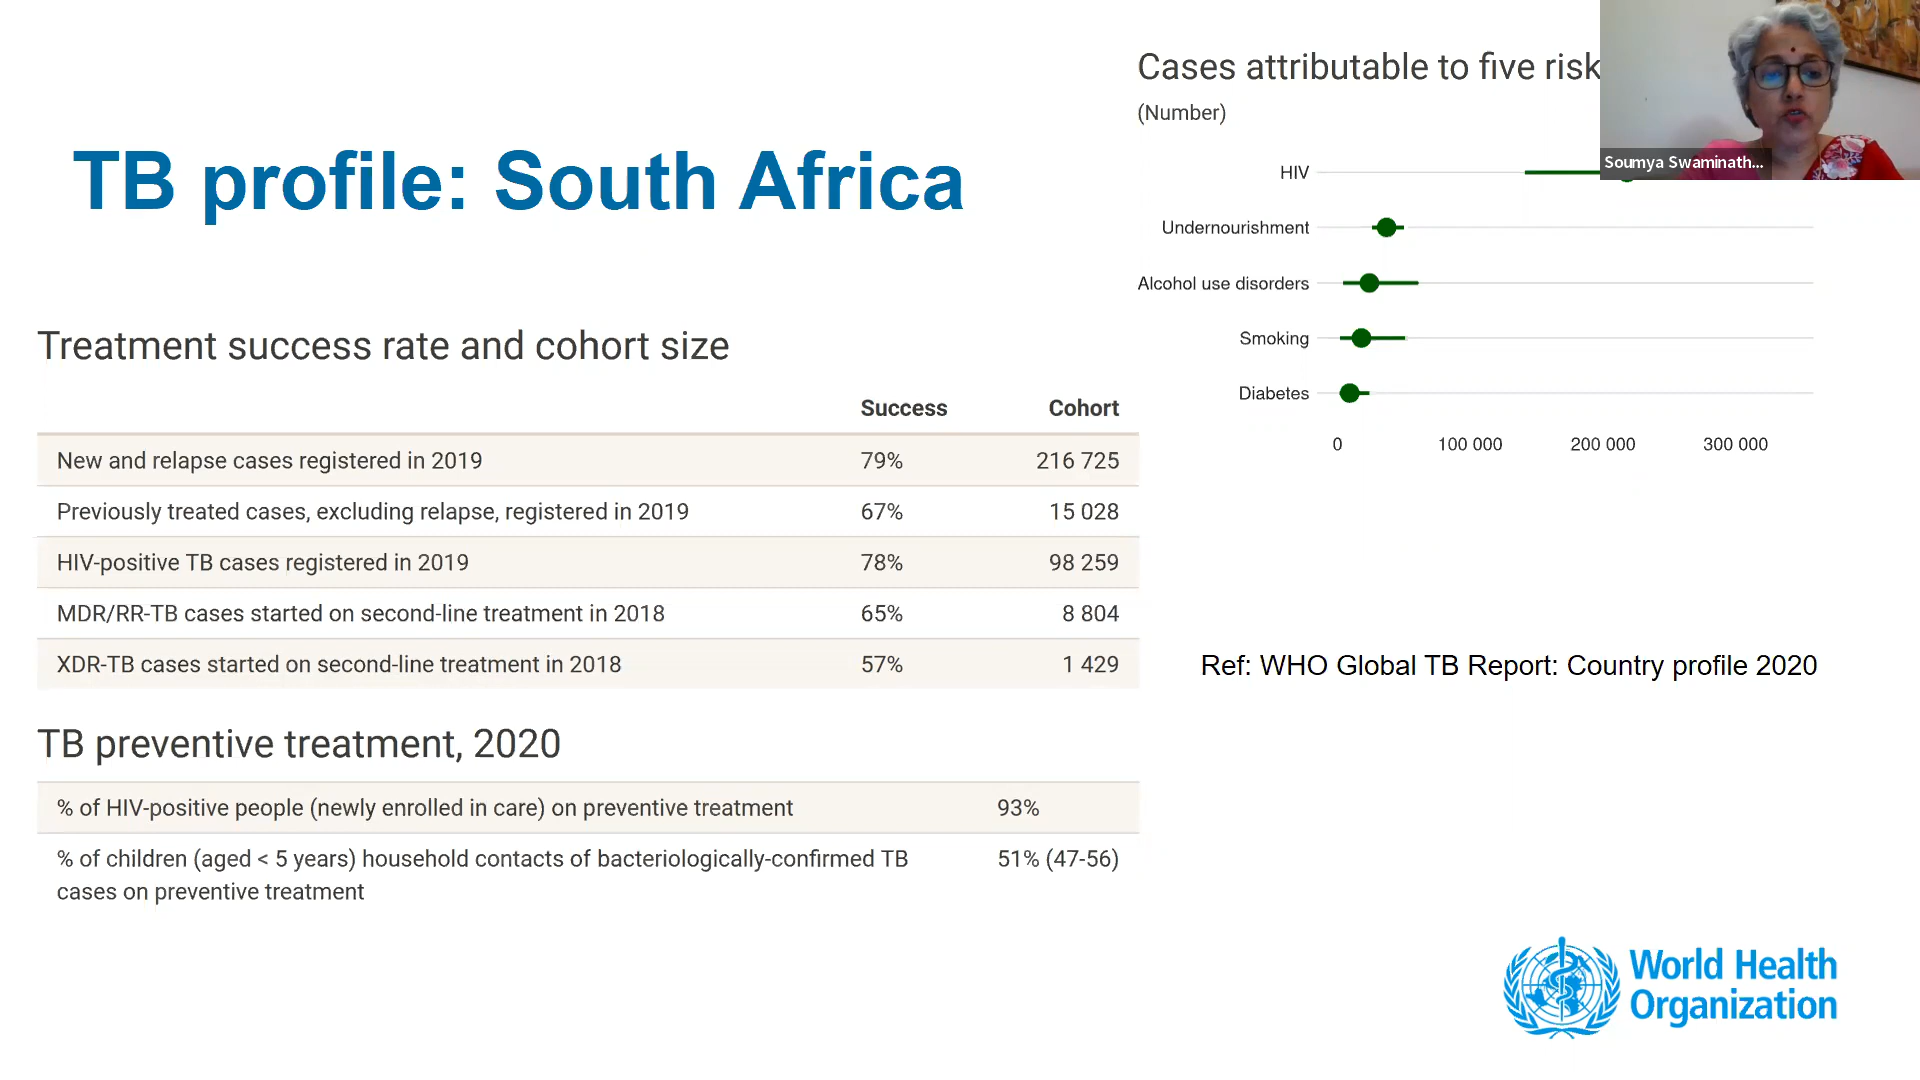 TB profile: South Africa
Cases attributable to five risk
(Number)
HIV
Undernourishment
Alcohol use disorders
Smoking
Diabetes
0 100 000 200 000 300 000
Soumya Swaminath...
Treatment success rate and cohort size
Success Cohort
New and relapse cases registered in 2019 79% 216 725
Previously treated cases, excluding relapse, registered in 2019 67% 15 028
HIV-positive TB cases registered in 2019 78% 98 259
MDR/RR-TB cases started on second-line treatment in 2018 65% 8 804
XDR-TB cases started on second-line treatment in 2018 57% 1 429
Ref: WHO Global TB Report: Country profile 2020
TB preventive treatment, 2020
% of HIV-positive people (newly enrolled in care) on preventive treatment 93%
% of children (aged < 5 years) household contacts of bacteriologically-confirmed TB 51% (47-56)
cases on preventive treatment
World Health
Organization